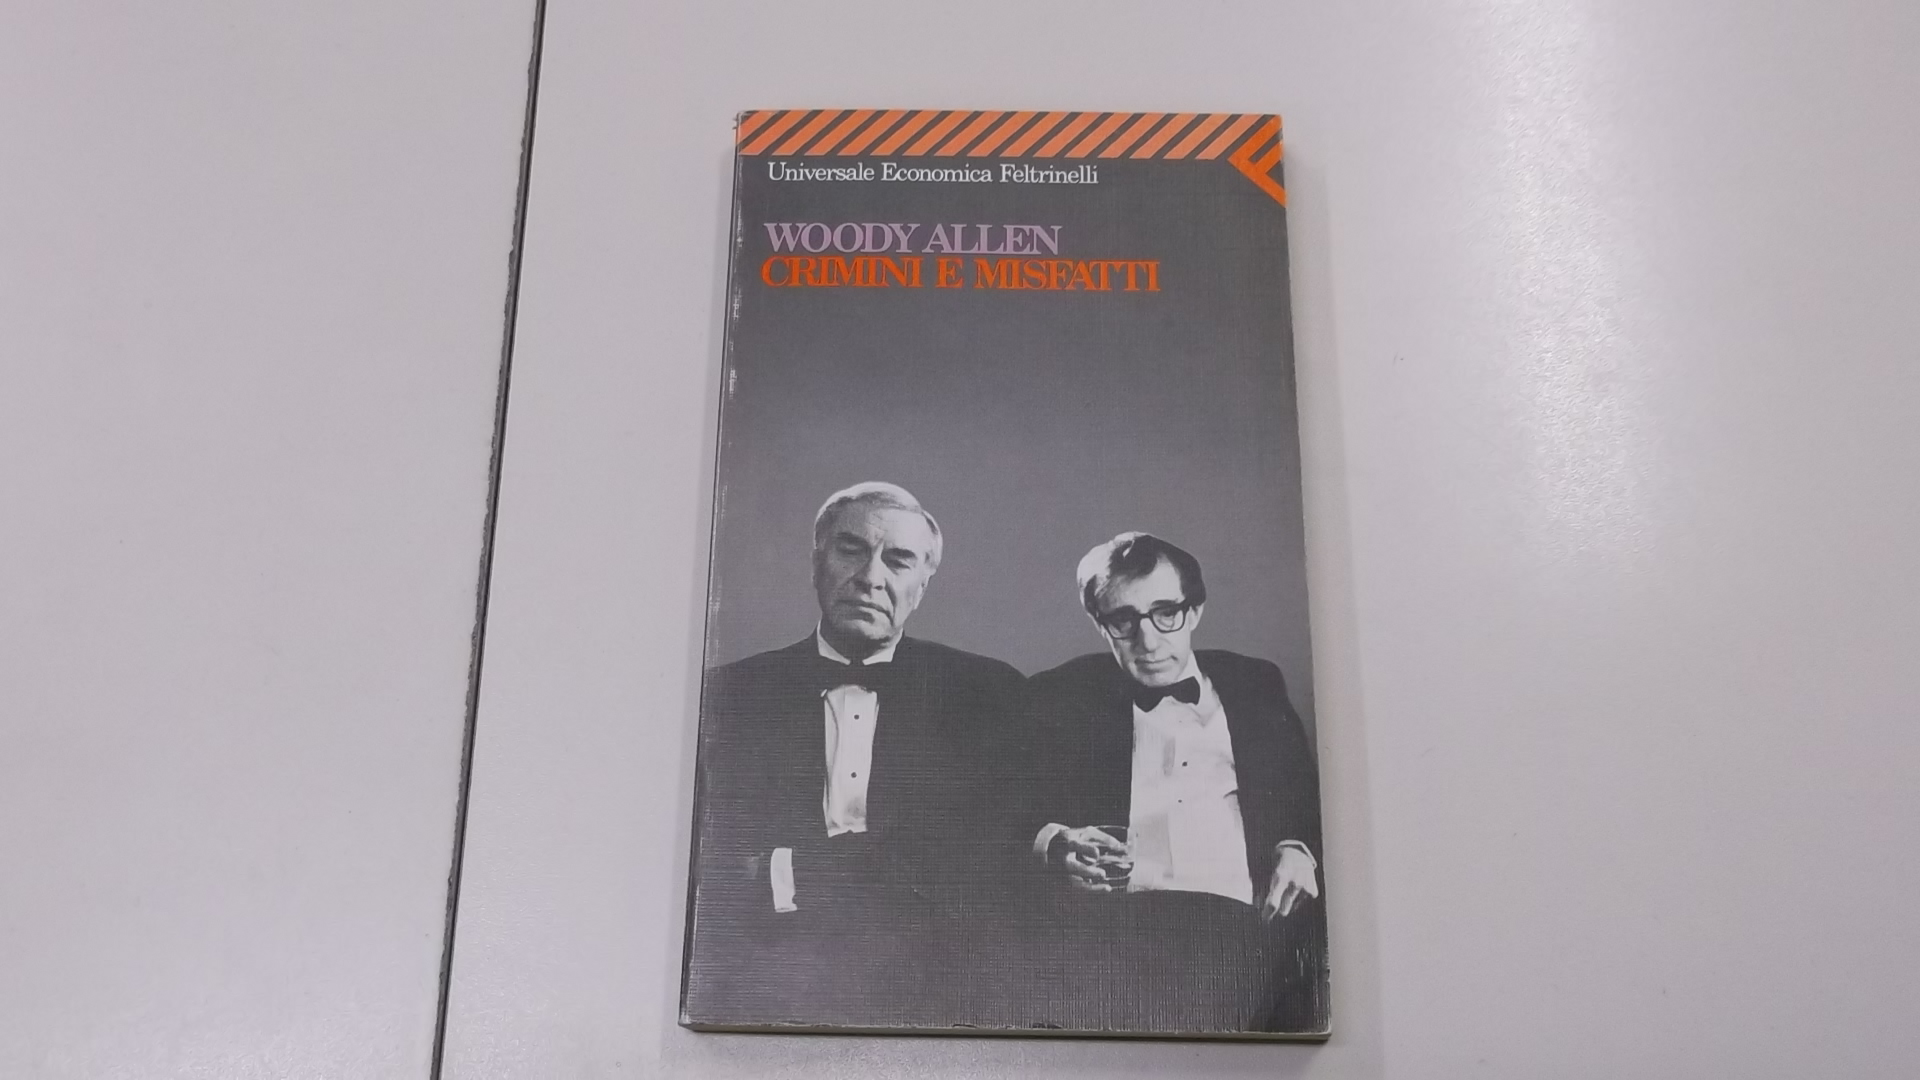 Universale Economica Feltrinelli
WOODY ALLEN
CRIMINI E MISFATTI